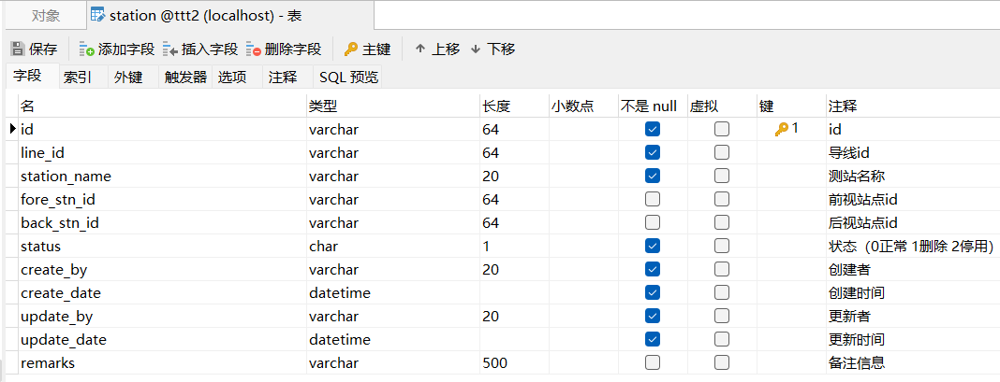 对象 station @ttt2 (localhost) - 表
保存 添加字段 插入字段 删除字段 主键 上移 下移
字段 索引 外键 触发器 选项 注释 SQL 预览
名 类型 长度 小数点 不是 null 虚拟 键 注释
id varchar 64 1 id
line_id varchar 64 导线id
station_name varchar 20 测站名称
fore_stn_id varchar 64 前视站点id
back_stn_id varchar 64 后视站点id
status char 1 状态（0正常 1删除 2停用）
create_by varchar 20 创建者
create_date datetime 创建时间
update_by varchar 20 更新者
update_date datetime 更新时间
remarks varchar 500 备注信息